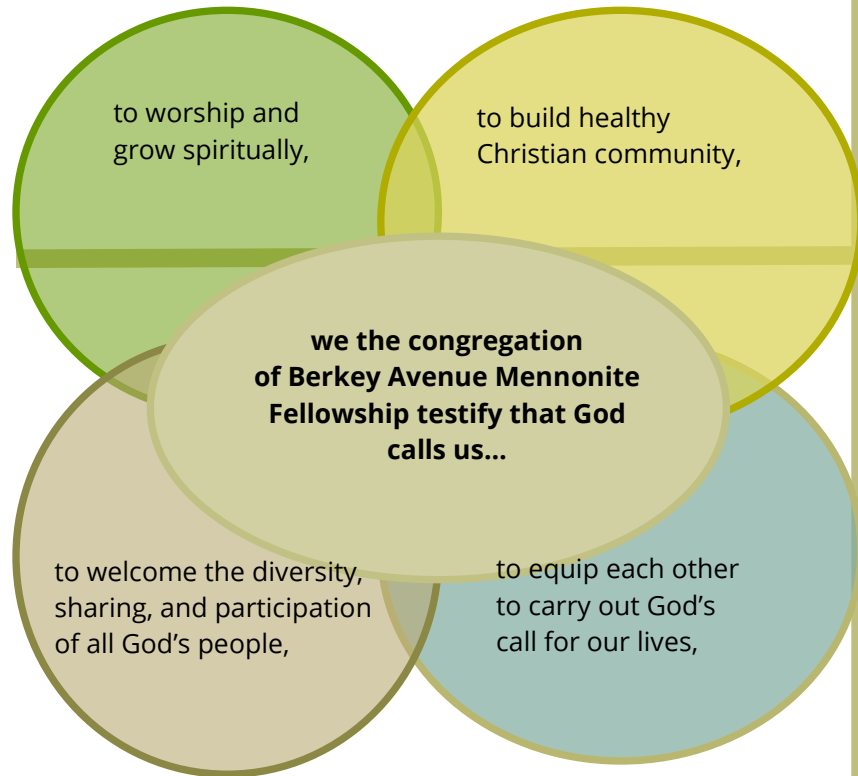 to worship and
grow spiritually,
to build healthy
Christian community,
we the congregation
of Berkey Avenue Mennonite
Fellowship testify that God
calls us...
to welcome the diversity,
sharing, and participation
of all God’s people,
to equip each other
to carry out God’s
call for our lives,